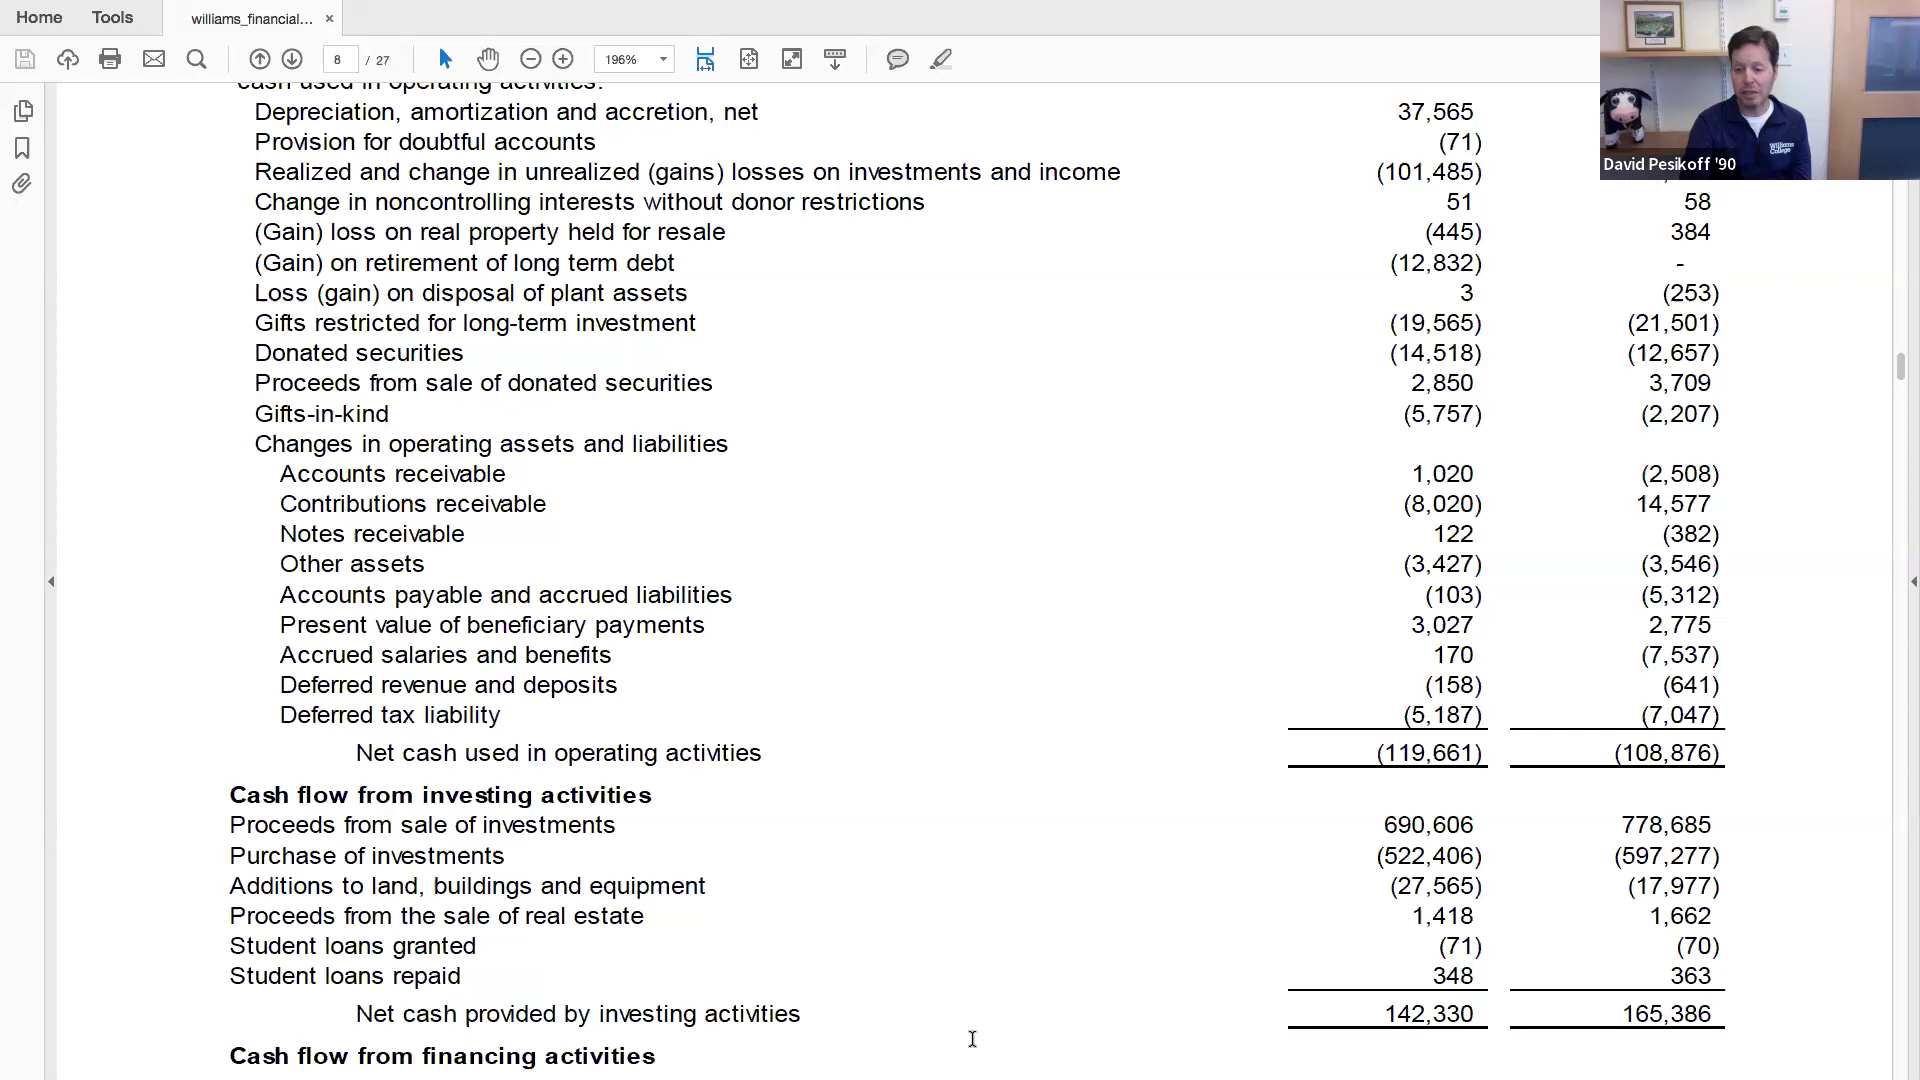 Home Tools williams_financial... ×
8 / 27 196%
cash used in operating activities:
Depreciation, amortization and accretion, net 37,565
Provision for doubtful accounts (71)
Realized and change in unrealized (gains) losses on investments and income (101,485)
Change in noncontrolling interests without donor restrictions 51 58
(Gain) loss on real property held for resale (445) 384
(Gain) on retirement of long term debt (12,832) -
Loss (gain) on disposal of plant assets 3 (253)
Gifts restricted for long-term investment (19,565) (21,501)
Donated securities (14,518) (12,657)
Proceeds from sale of donated securities 2,850 3,709
Gifts-in-kind (5,757) (2,207)
Changes in operating assets and liabilities
Accounts receivable 1,020 (2,508)
Contributions receivable (8,020) 14,577
Notes receivable 122 (382)
Other assets (3,427) (3,546)
Accounts payable and accrued liabilities (103) (5,312)
Present value of beneficiary payments 3,027 2,775
Accrued salaries and benefits 170 (7,537)
Deferred revenue and deposits (158) (641)
Deferred tax liability (5,187) (7,047)
Net cash used in operating activities (119,661) (108,876)
Cash flow from investing activities
Proceeds from sale of investments 690,606 778,685
Purchase of investments (522,406) (597,277)
Additions to land, buildings and equipment (27,565) (17,977)
Proceeds from the sale of real estate 1,418 1,662
Student loans granted (71) (70)
Student loans repaid 348 363
Net cash provided by investing activities 142,330 165,386
Cash flow from financing activities
Williams
College
David Pesikoff '90